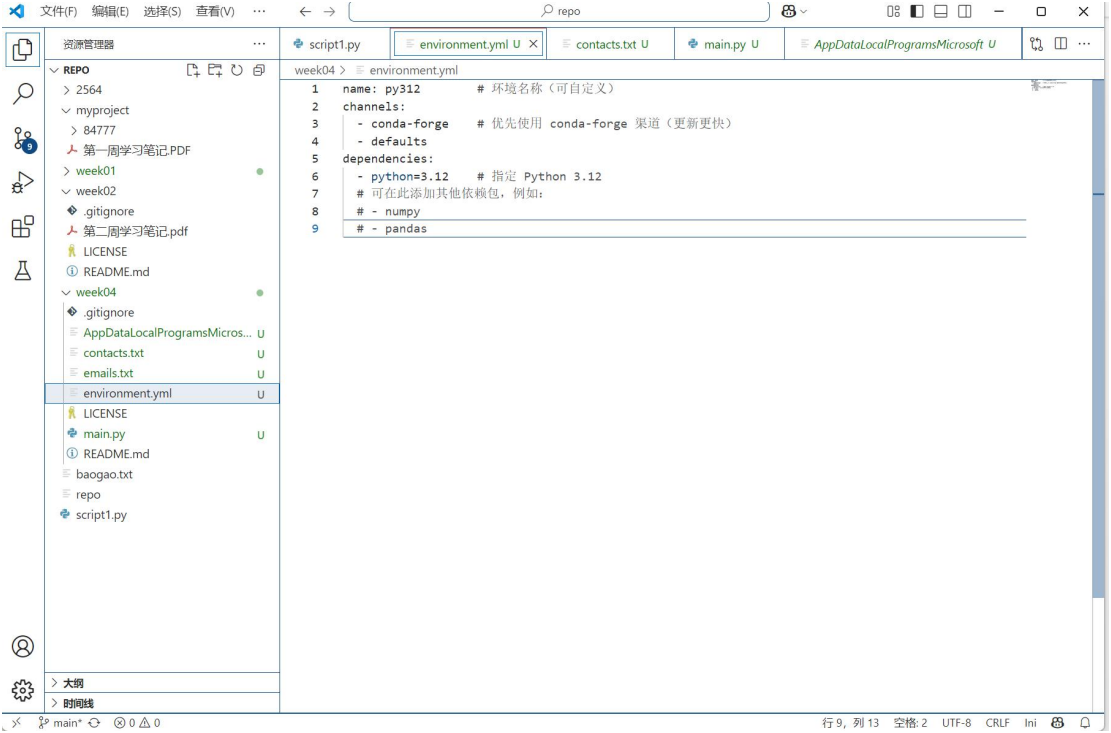 文件(F) 编辑(E) 选择(S) 查看(V) ··· repo
资源管理器 ···
script1.py environment.yml U contacts.txt U main.py U AppDataLocalProgramsMicrosoft U ···
REPO
week04 > environment.yml
2564
myproject
84777
第一周学习笔记.PDF
week01
week02
.gitignore
第二周学习笔记.pdf
LICENSE
README.md
week04
.gitignore
AppDataLocalProgramsMicros... U
contacts.txt U
emails.txt U
environment.yml U
LICENSE
main.py U
README.md
baogao.txt
repo
script1.py
大纲
时间线
9
1 name: py312 # 环境名称（可自定义）
2 channels:
3 - conda-forge # 优先使用 conda-forge 渠道（更新更快）
4 - defaults
5 dependencies:
6 - python=3.12 # 指定 Python 3.12
7 # 可在此添加其他依赖包，例如：
8 # - numpy
9 # - pandas
main* 0 0 行 9，列 13 空格: 2 UTF-8 CRLF Ini